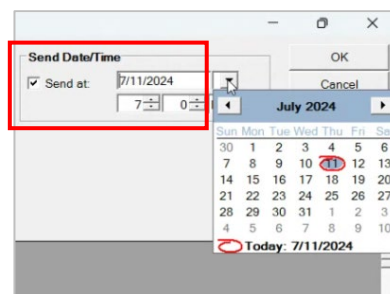 Send Date/Time
OK
Send at:
7/11/2024
Cancel
7
0
July 2024
Sun Mon Tue Wed Thu Fri Sa
30 1 2 3 4 5 6
7 8 9 10 11 12 13
14 15 16 17 18 19 20
21 22 23 24 25 26 27
28 29 30 31 1 2 3
4 5 6 7 8 9 10
Today: 7/11/2024